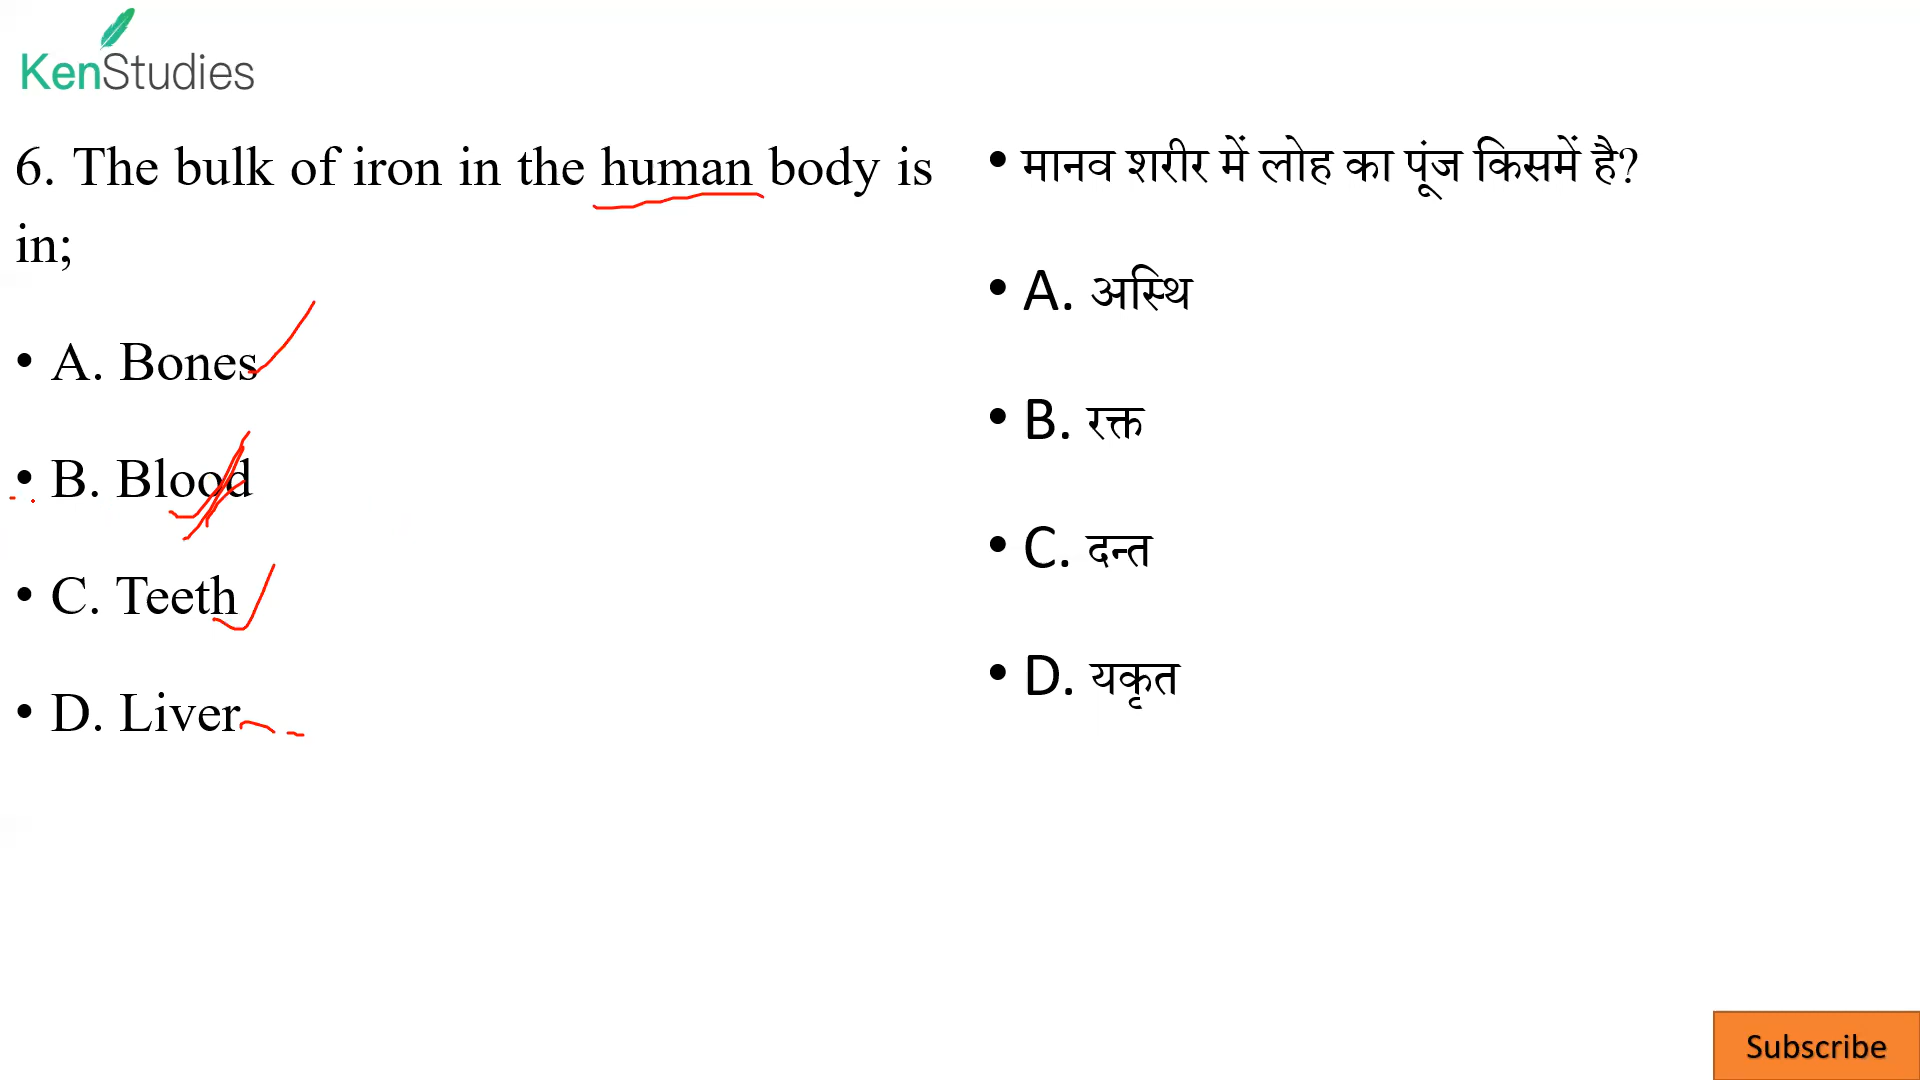 KenStudies
6. The bulk of iron in the human body is
in;
• A. Bones
• B. Blood
• C. Teeth
• D. Liver
• मानव शरीर में लोह का पूंज किसमें है?
• A. अस्थि
• B. रक्त
• C. दन्त
• D. यकृत
Subscribe